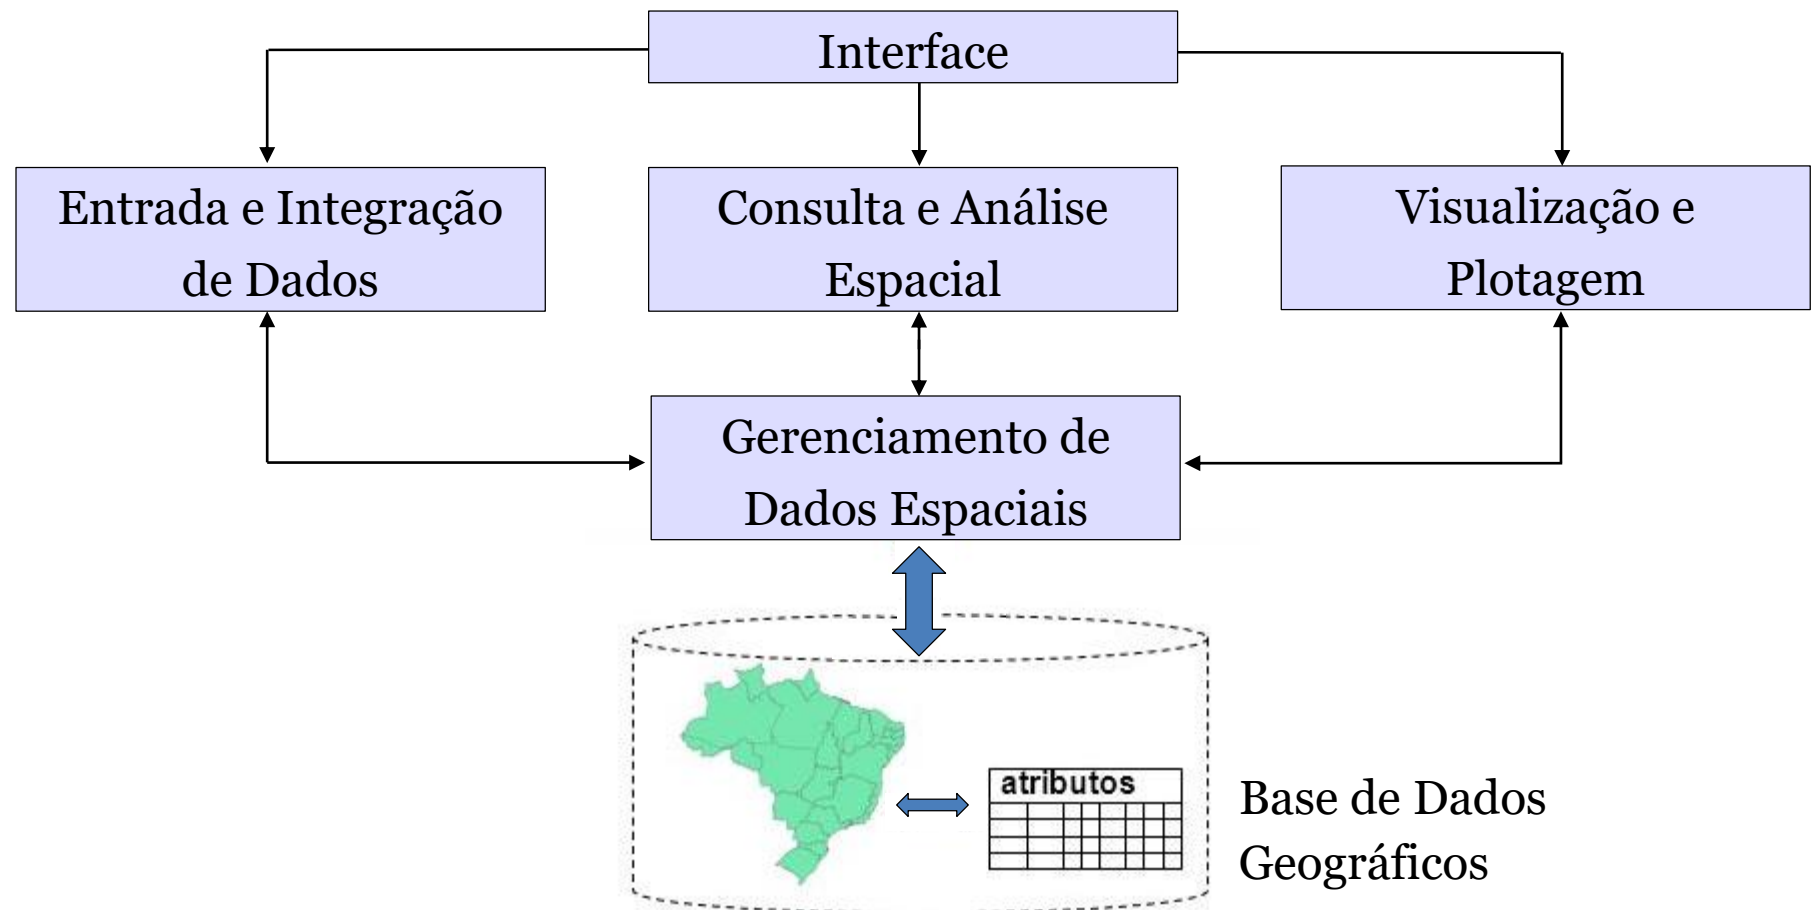 Interface
Entrada e Integração
de Dados
Consulta e Análise
Espacial
Visualização e
Plotagem
Gerenciamento de
Dados Espaciais
atributos
Base de Dados
Geográficos